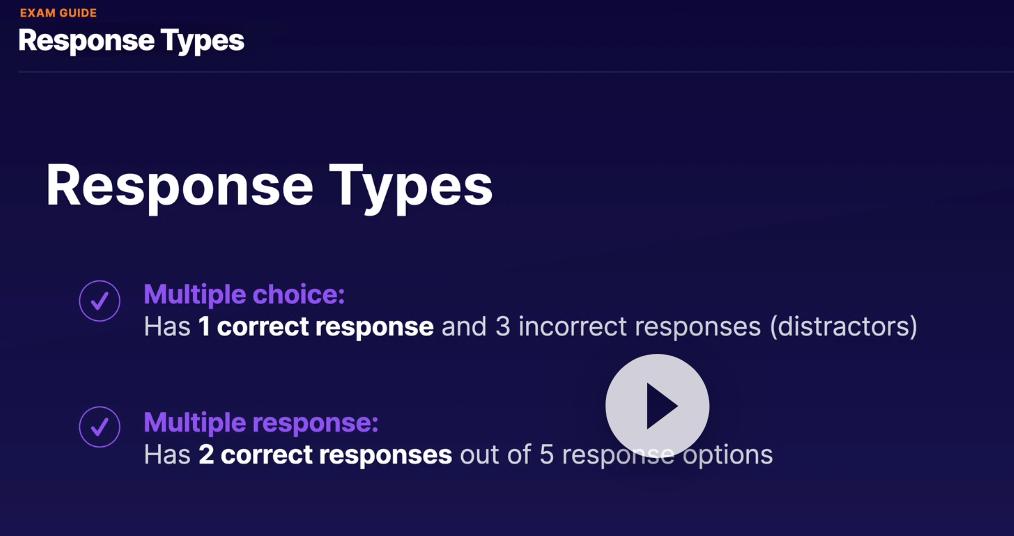 EXAM GUIDE
Response Types
Response Types
Multiple choice:
Has 1 correct response and 3 incorrect responses (distractors)
Multiple response:
Has 2 correct responses out of 5 response options